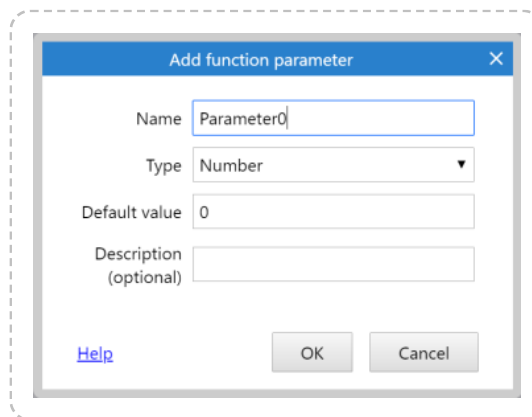 Add function parameter
Name Parameter0
Type Number
Default value 0
Description
(optional)
Help OK Cancel